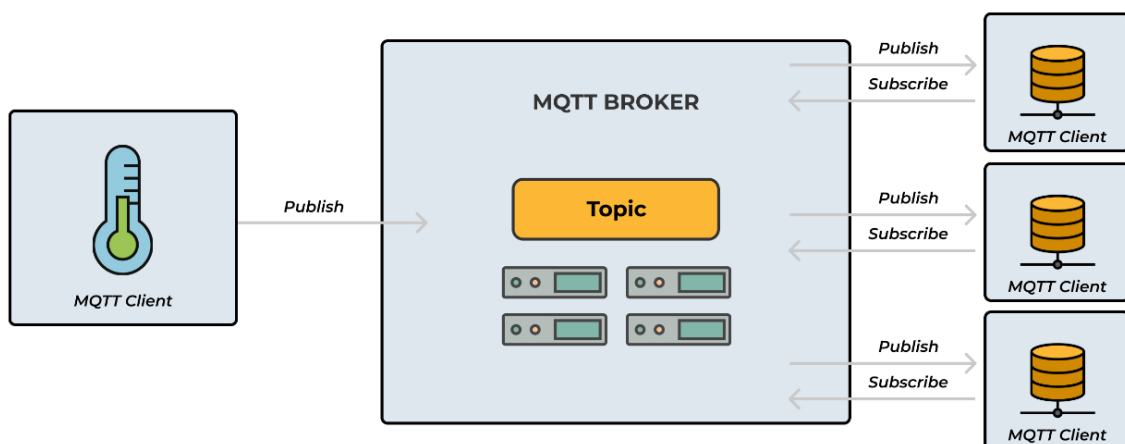 MQTT Client
Publish
MQTT BROKER
Topic
Publish
Subscribe
MQTT Client
Publish
Subscribe
MQTT Client
Publish
Subscribe
MQTT Client